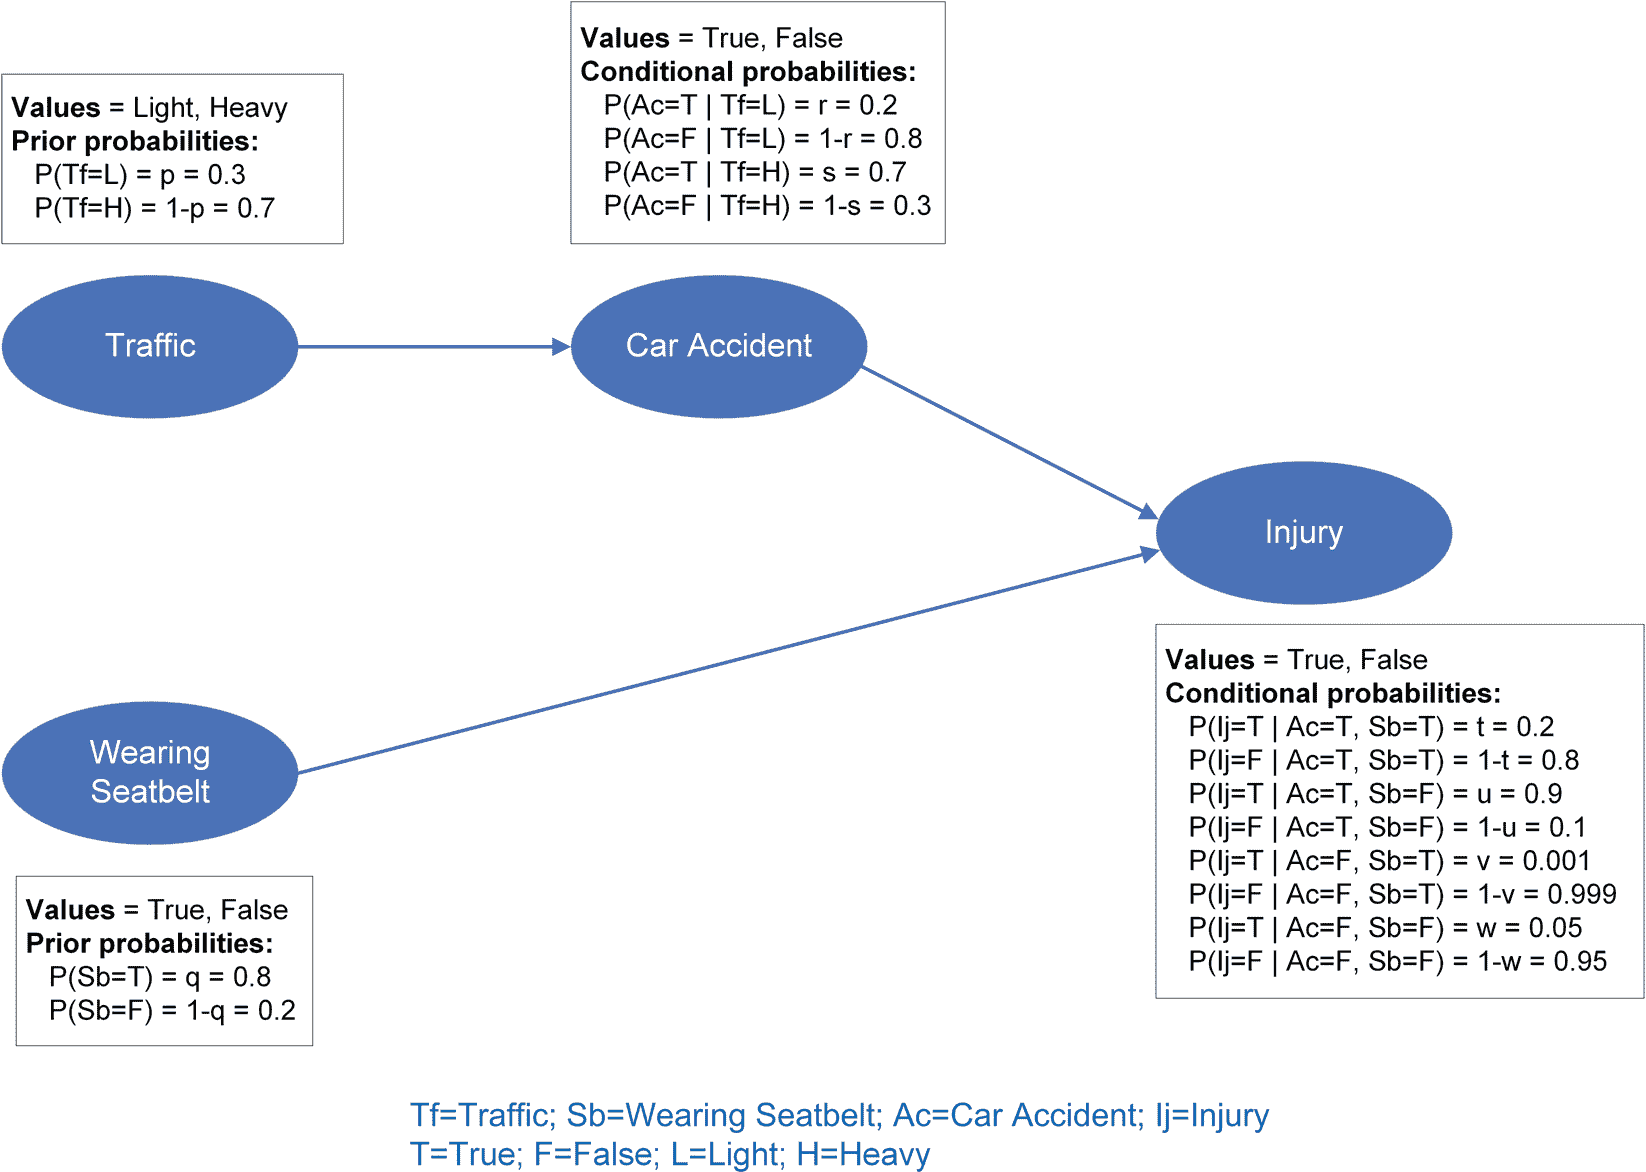 Values = True, False
Conditional probabilities:
P(Ac=T | Tf=L) = r = 0.2
P(Ac=F | Tf=L) = 1-r = 0.8
P(Ac=T | Tf=H) = s = 0.7
P(Ac=F | Tf=H) = 1-s = 0.3
Values = Light, Heavy
Prior probabilities:
P(Tf=L) = p = 0.3
P(Tf=H) = 1-p = 0.7
Traffic
Car Accident
Injury
Values = True, False
Conditional probabilities:
P(Ij=T | Ac=T, Sb=T) = t = 0.2
P(Ij=F | Ac=T, Sb=T) = 1-t = 0.8
P(Ij=T | Ac=T, Sb=F) = u = 0.9
P(Ij=F | Ac=T, Sb=F) = 1-u = 0.1
P(Ij=T | Ac=F, Sb=T) = v = 0.001
P(Ij=F | Ac=F, Sb=T) = 1-v = 0.999
P(Ij=T | Ac=F, Sb=F) = w = 0.05
P(Ij=F | Ac=F, Sb=F) = 1-w = 0.95
Wearing
Seatbelt
Values = True, False
Prior probabilities:
P(Sb=T) = q = 0.8
P(Sb=F) = 1-q = 0.2
Tf=Traffic; Sb=Wearing Seatbelt; Ac=Car Accident; Ij=Injury
T=True; F=False; L=Light; H=Heavy